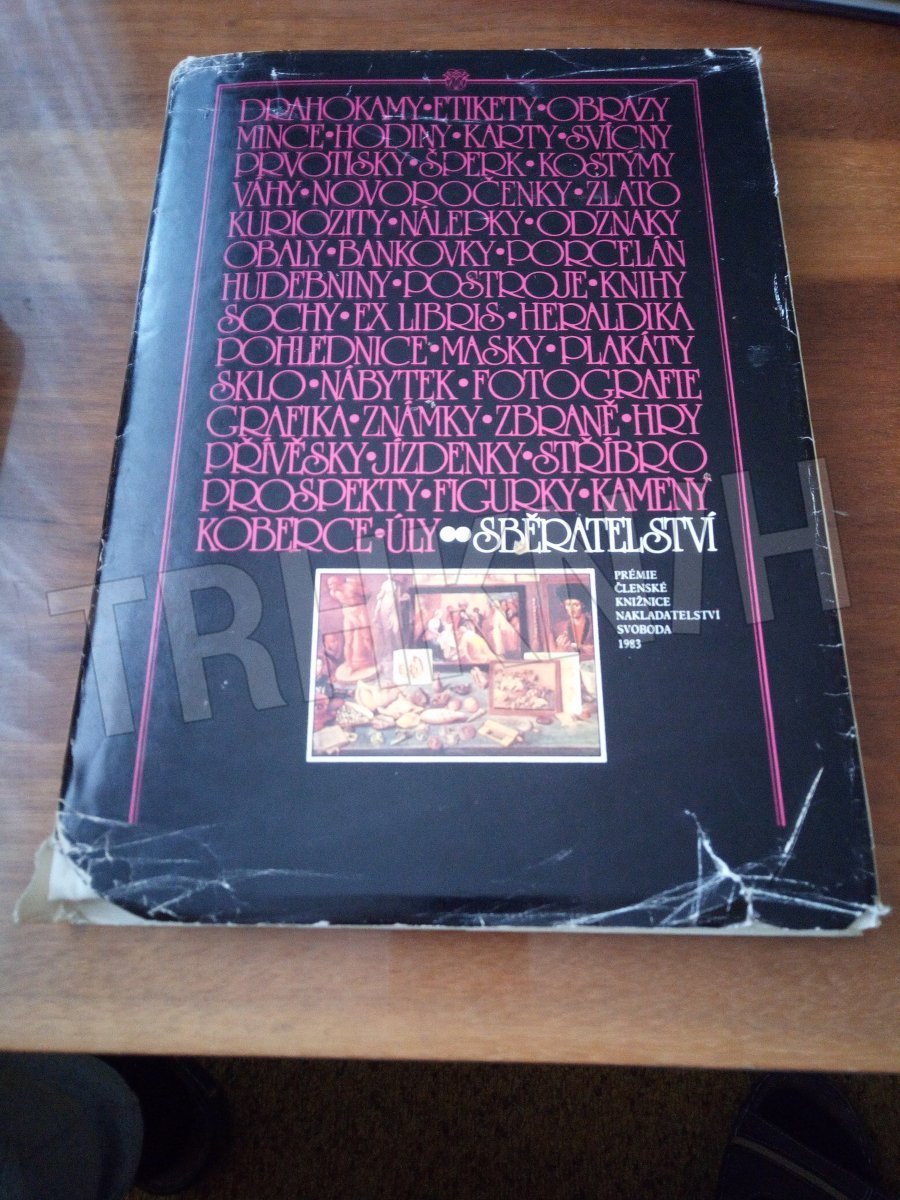 DRAHOKAMY•ETIKETY•OBRAZY
MINCE•HODINY•KARTY•SVÍCNY
PRVOTISKY•ŠPERK•KOSTÝMY
VÁHY•NOVOROČENKY•ZLATO
KURIOZITY•NÁLEPKY•ODZNAKY
OBALY•BANKOVKY•PORCELÁN
HUDEBNINY•POSTROJE•KNIHY
SOCHY•EX LIBRIS•HERALDIKA
POHLEDNICE•MASKY•PLAKÁTY
SKLO•NÁBYTEK•FOTOGRAFIE
GRAFIKA•ZNÁMKY•ZBRANĚ•HRY
PŘÍVĚSKY•JÍZDENKY•STŘÍBRO
PROSPEKTY•FIGURKY•KAMENY
KOBERCE•ÚLY••SBĚRATELSTVÍ
PRÉMIE
ČLENSKÉ
KNIŽNICE
NAKLADATELSTVÍ
SVOBODA
1983
TRHKNIH